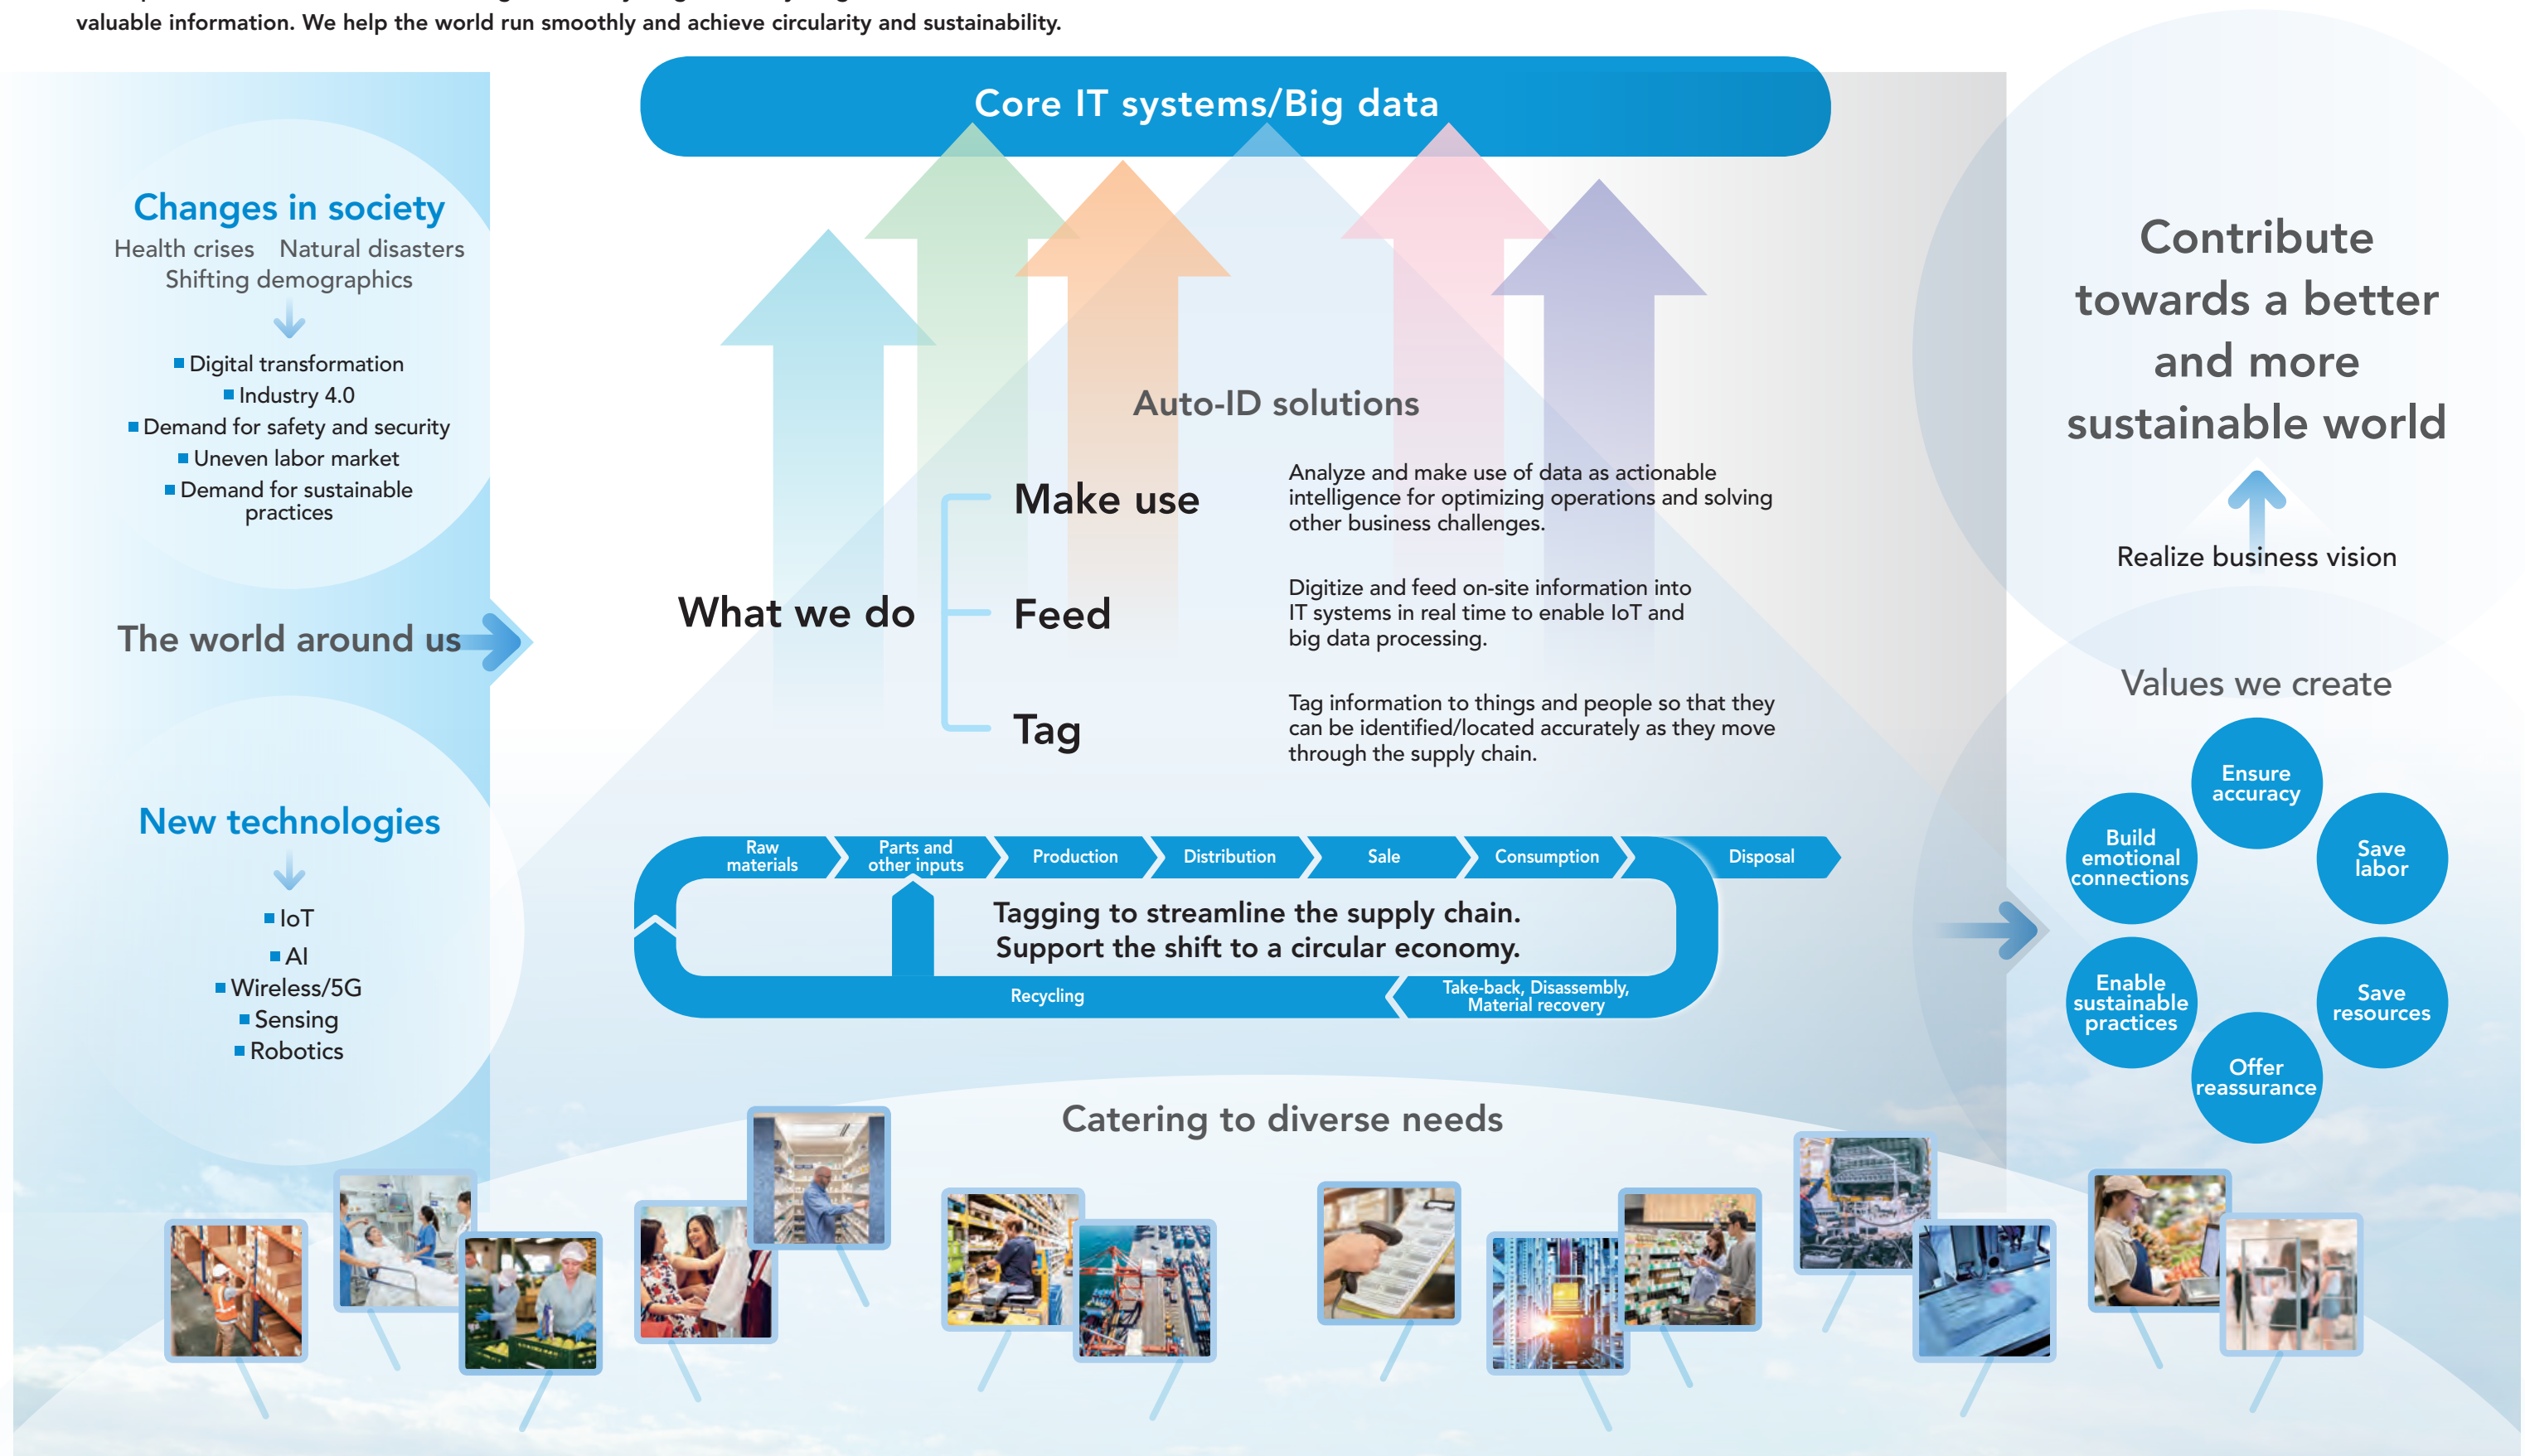 valuable information. We help the world run smoothly and achieve circularity and sustainability.
Core IT systems/Big data
Changes in society
Health crises Natural disasters
Shifting demographics
■ Digital transformation
■ Industry 4.0
■ Demand for safety and security
■ Uneven labor market
■ Demand for sustainable
practices
The world around us
New technologies
■ IoT
■ AI
■ Wireless/5G
■ Sensing
■ Robotics
Auto-ID solutions
What we do
Make use
Analyze and make use of data as actionable
intelligence for optimizing operations and solving
other business challenges.
Feed
Digitize and feed on-site information into
IT systems in real time to enable IoT and
big data processing.
Tag
Tag information to things and people so that they
can be identified/located accurately as they move
through the supply chain.
Raw
materials
Parts and
other inputs
Production
Distribution
Sale
Consumption
Disposal
Tagging to streamline the supply chain.
Support the shift to a circular economy.
Recycling
Take-back, Disassembly,
Material recovery
Catering to diverse needs
Contribute
towards a better
and more
sustainable world
Realize business vision
Values we create
Ensure
accuracy
Build
emotional
connections
Save
labor
Enable
sustainable
practices
Save
resources
Offer
reassurance